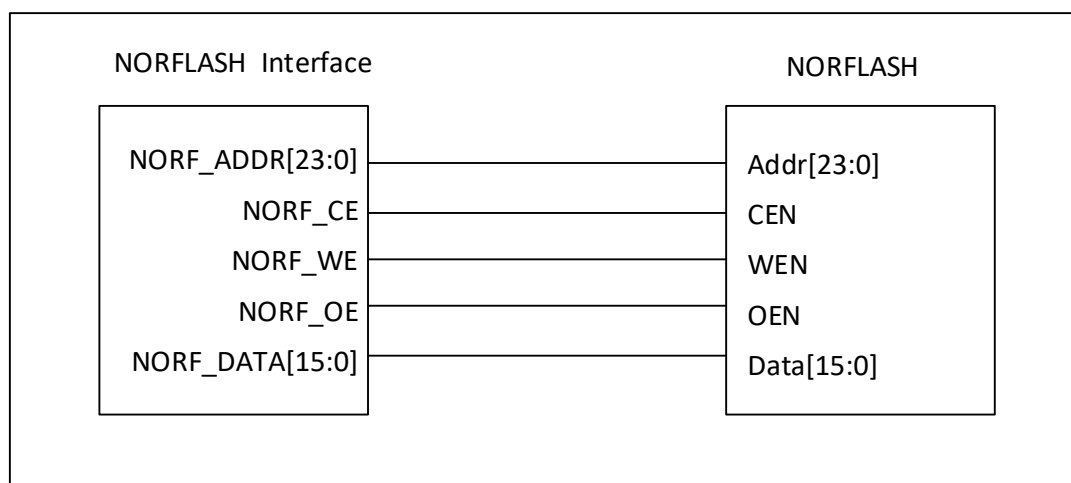 NORFLASH Interface
NORFLASH
NORF_ADDR[23:0]
Addr[23:0]
NORF_CE
CEN
NORF_WE
WEN
NORF_OE
OEN
NORF_DATA[15:0]
Data[15:0]